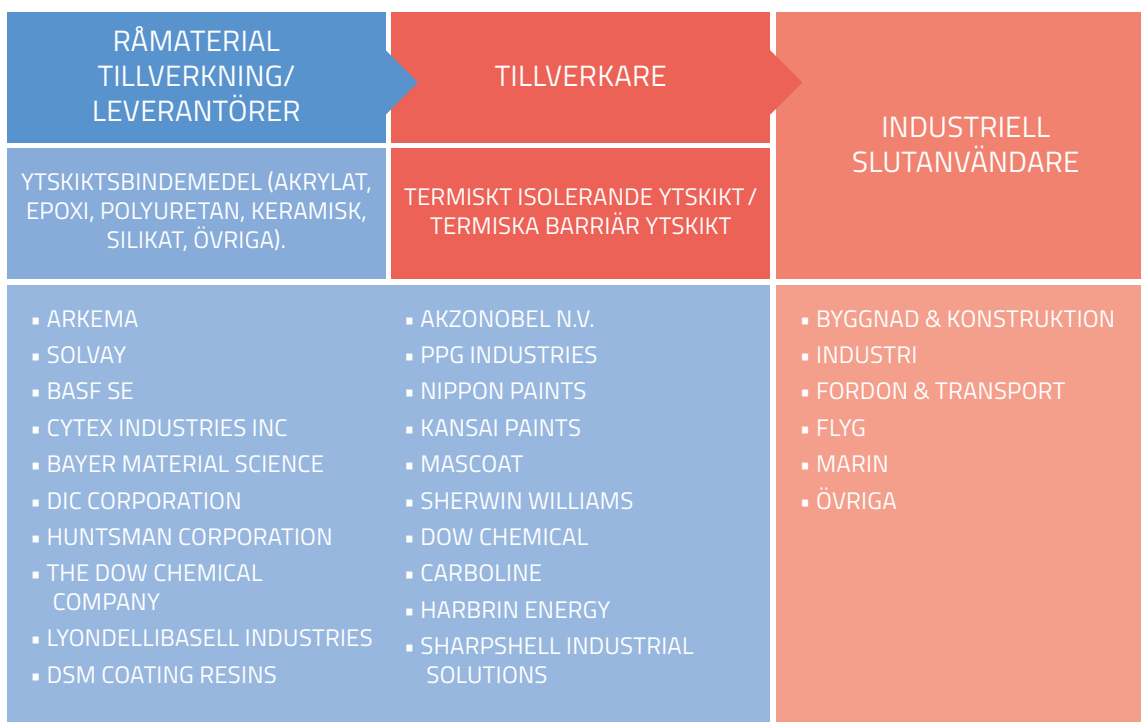 RÅMATERIAL
TILLVERKNING/
LEVERANTÖRER
TILLVERKARE
INDUSTRIELL
SLUTANVÄNDARE
YTSKIKTSBINDEMEDEL (AKRYLAT,
EPOXI, POLYURETAN, KERAMISK,
SILIKAT, ÖVRIGA).
TERMISKT ISOLERANDE YTSKIKT /
TERMISKA BARRIÄR YTSKIKT
▪ ARKEMA
▪ SOLVAY
▪ BASF SE
▪ CYTEX INDUSTRIES INC
▪ BAYER MATERIAL SCIENCE
▪ DIC CORPORATION
▪ HUNTSMAN CORPORATION
▪ THE DOW CHEMICAL
COMPANY
▪ LYONDELLIBASELL INDUSTRIES
▪ DSM COATING RESINS
▪ AKZONOBEL N.V.
▪ PPG INDUSTRIES
▪ NIPPON PAINTS
▪ KANSAI PAINTS
▪ MASCOAT
▪ SHERWIN WILLIAMS
▪ DOW CHEMICAL
▪ CARBOLINE
▪ HARBRIN ENERGY
▪ SHARPSHELL INDUSTRIAL
SOLUTIONS
▪ BYGGNAD & KONSTRUKTION
▪ INDUSTRI
▪ FORDON & TRANSPORT
▪ FLYG
▪ MARIN
▪ ÖVRIGA